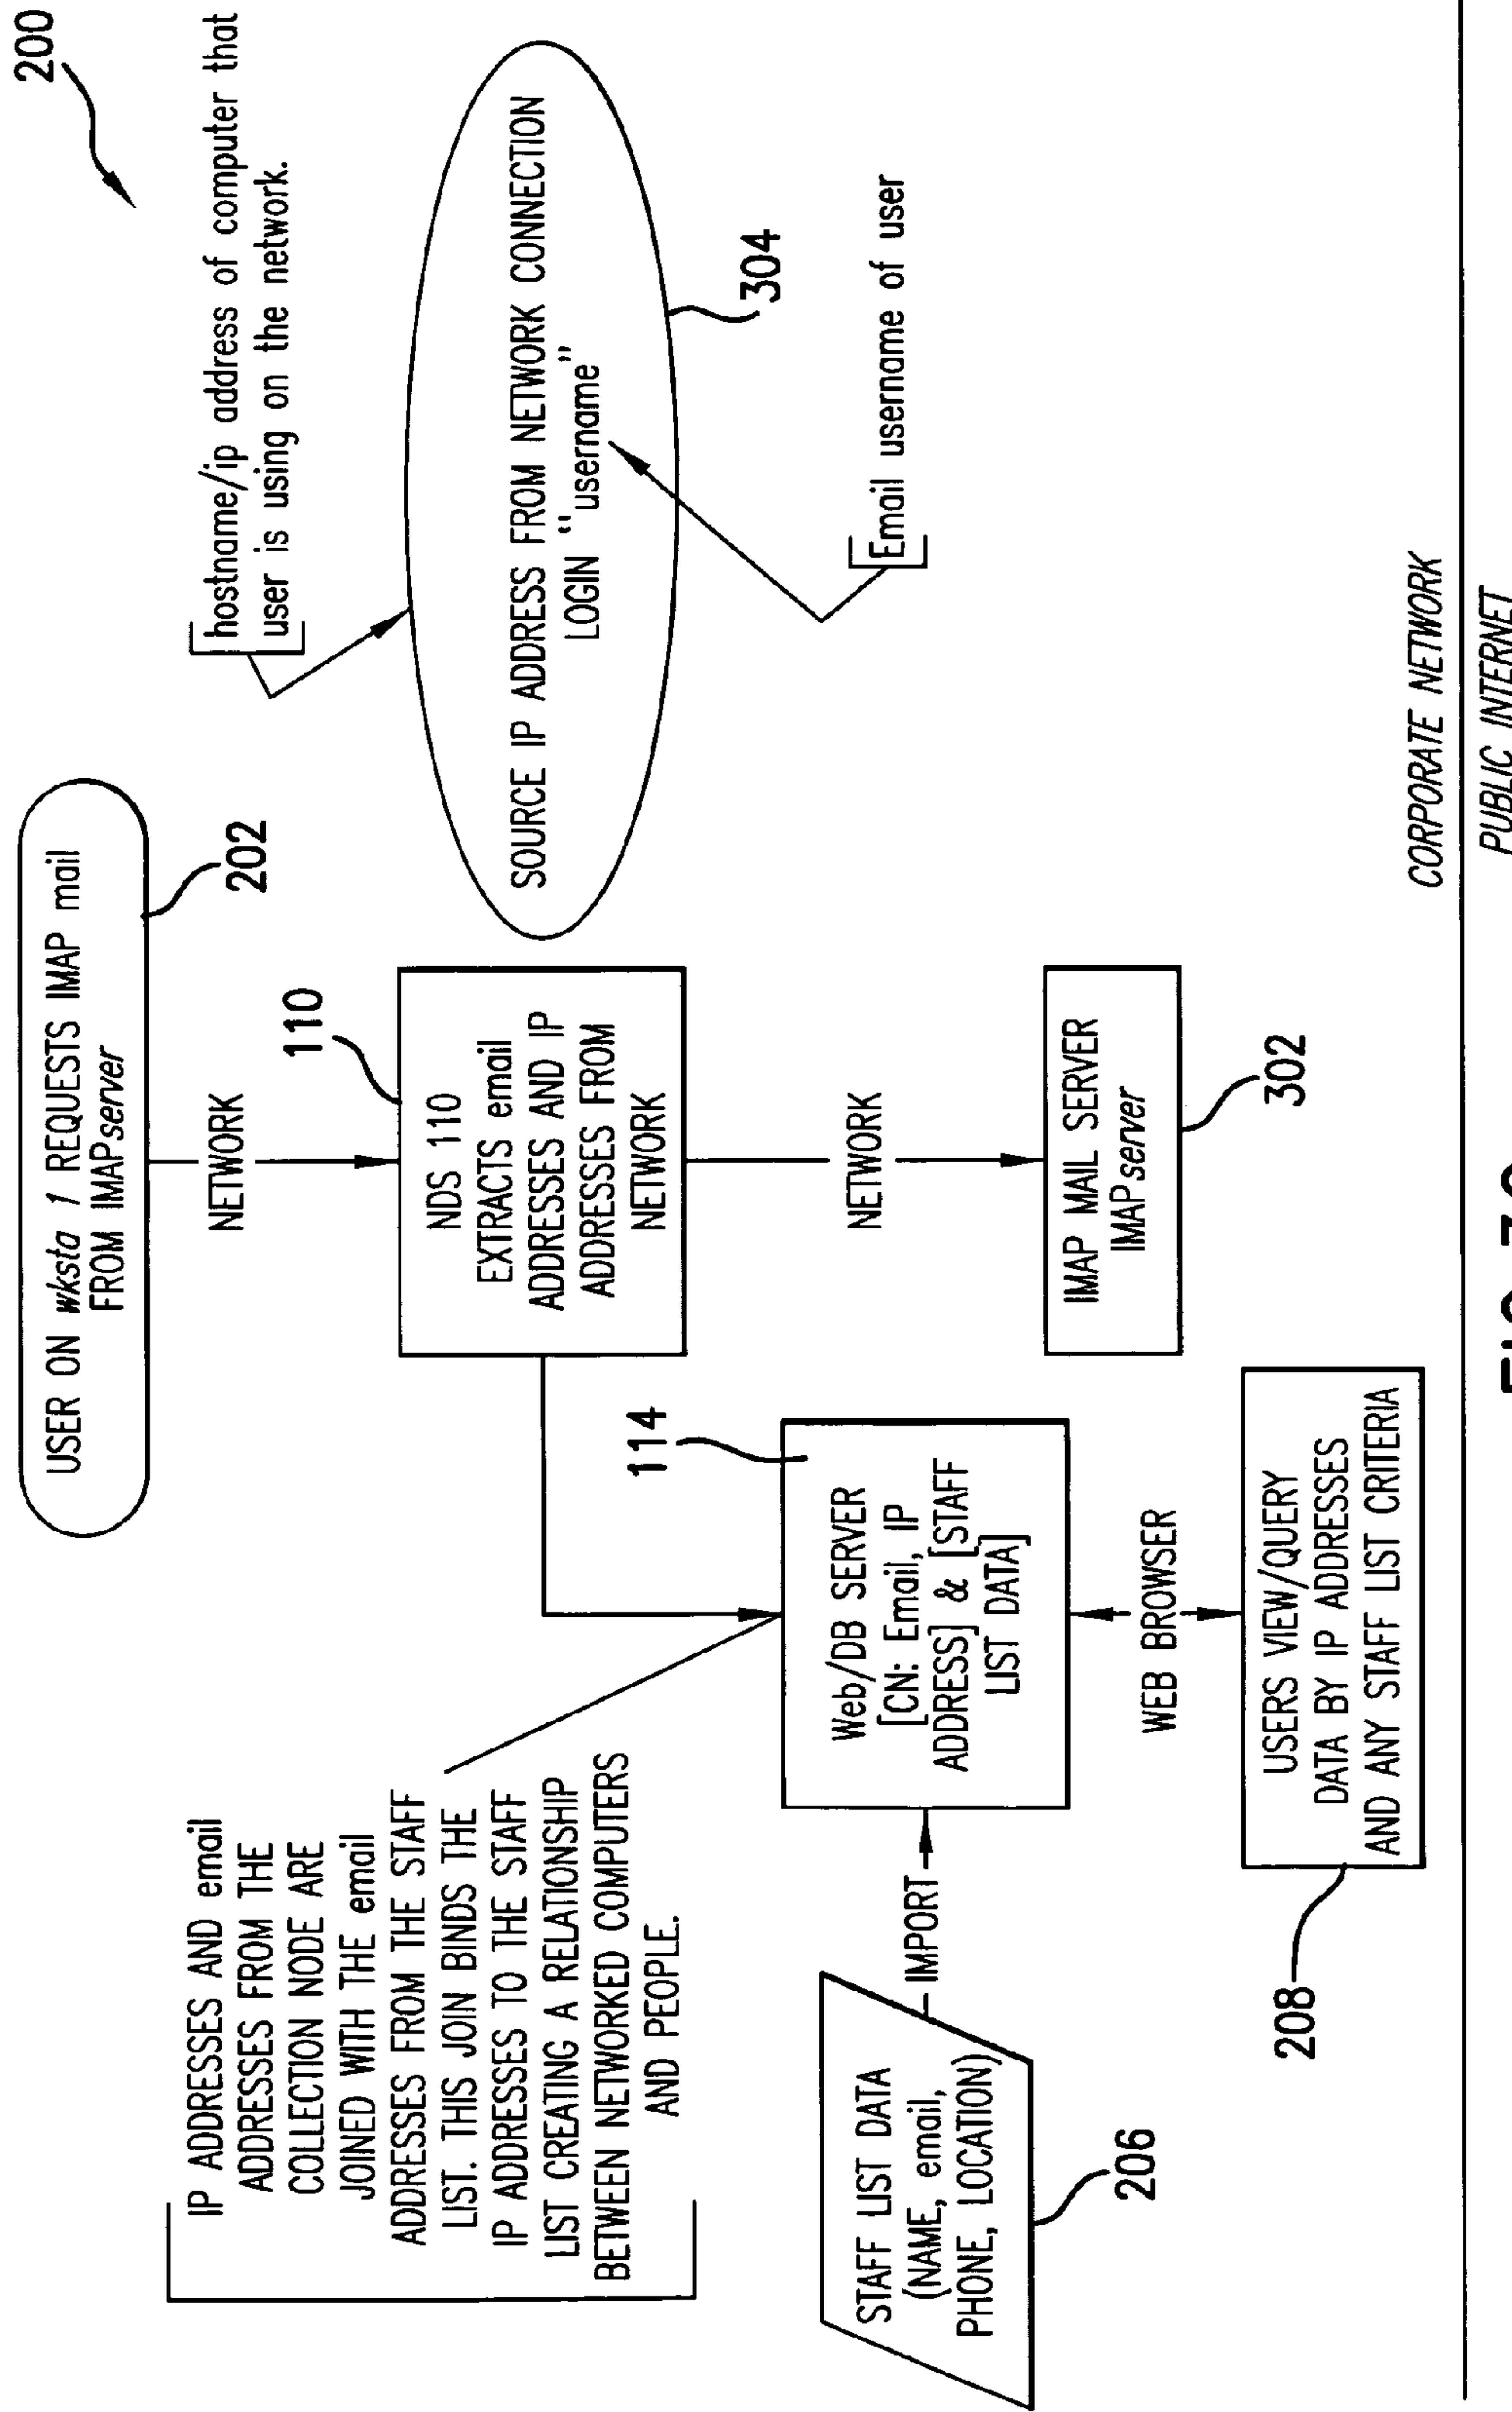 200
USER ON wksta 1 REQUESTS IMAP mail
FROM IMAPserver
202
hostname/ip address of computer that
user is using on the network.
NETWORK
110
NDS 110
EXTRACTS email
ADDRESSES AND IP
ADDRESSES FROM
NETWORK
SOURCE IP ADDRESS FROM NETWORK CONNECTION
LOGIN "username"
304
Email username of user
IP ADDRESSES AND email
ADDRESSES FROM THE
COLLECTION NODE ARE
JOINED WITH THE email
ADDRESSES FROM THE STAFF
LIST. THIS JOIN BINDS THE
IP ADDRESSES TO THE STAFF
LIST CREATING A RELATIONSHIP
BETWEEN NETWORKED COMPUTERS
AND PEOPLE.
114
NETWORK
STAFF LIST DATA
(NAME, email,
PHONE, LOCATION)
206
IMPORT
Web/DB SERVER
[CN: Email, IP
ADDRESS] & [STAFF
LIST DATA]
IMAP MAIL SERVER
IMAPserver
302
WEB BROWSER
USERS VIEW/QUERY
DATA BY IP ADDRESSES
AND ANY STAFF LIST CRITERIA
208
CORPORATE NETWORK
PUBLIC INTERNET